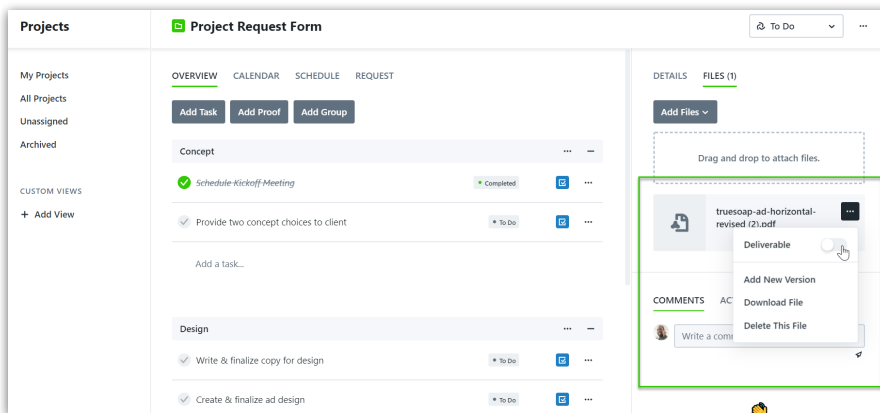 Projects
Project Request Form
To Do
My Projects
All Projects
Unassigned
Archived
CUSTOM VIEWS
+ Add View
OVERVIEW CALENDAR SCHEDULE REQUEST
Add Task Add Proof Add Group
Concept
Schedule Kickoff Meeting Completed
Provide two concept choices to client To Do
Add a task...
Design
Write & finalize copy for design To Do
Create & finalize ad design To Do
DETAILS FILES (1)
Add Files
Drag and drop to attach files.
truesoap-ad-horizontal-
revised (2).pdf
Deliverable
Add New Version
Download File
Delete This File
COMMENTS
Write a com